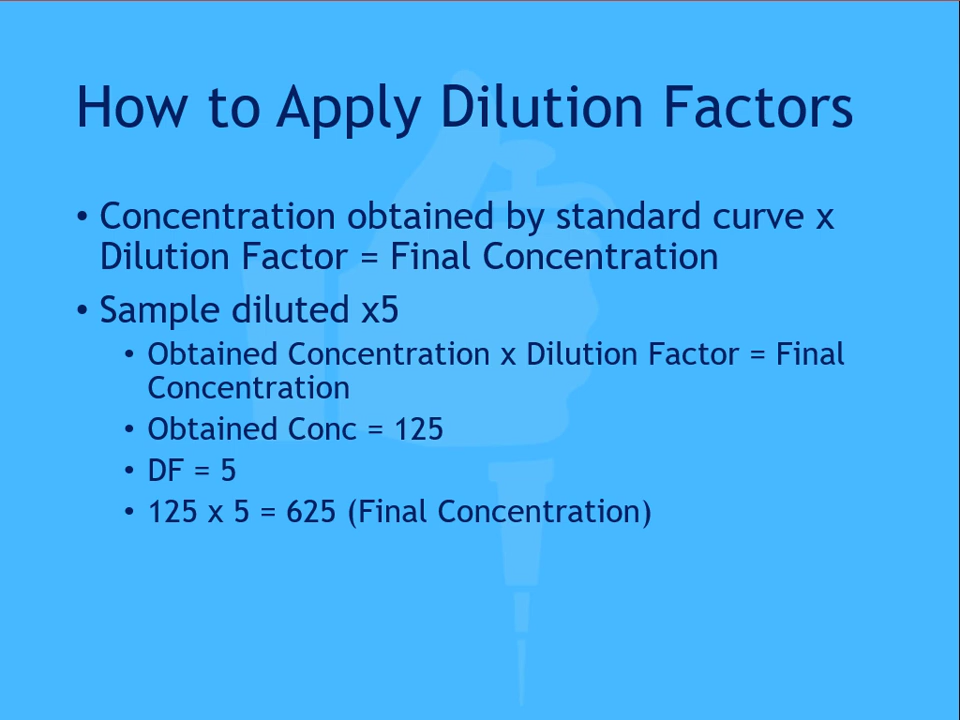 How to Apply Dilution Factors
• Concentration obtained by standard curve x
Dilution Factor = Final Concentration
• Sample diluted x5
• Obtained Concentration x Dilution Factor = Final
Concentration
• Obtained Conc = 125
• DF = 5
• 125 x 5 = 625 (Final Concentration)